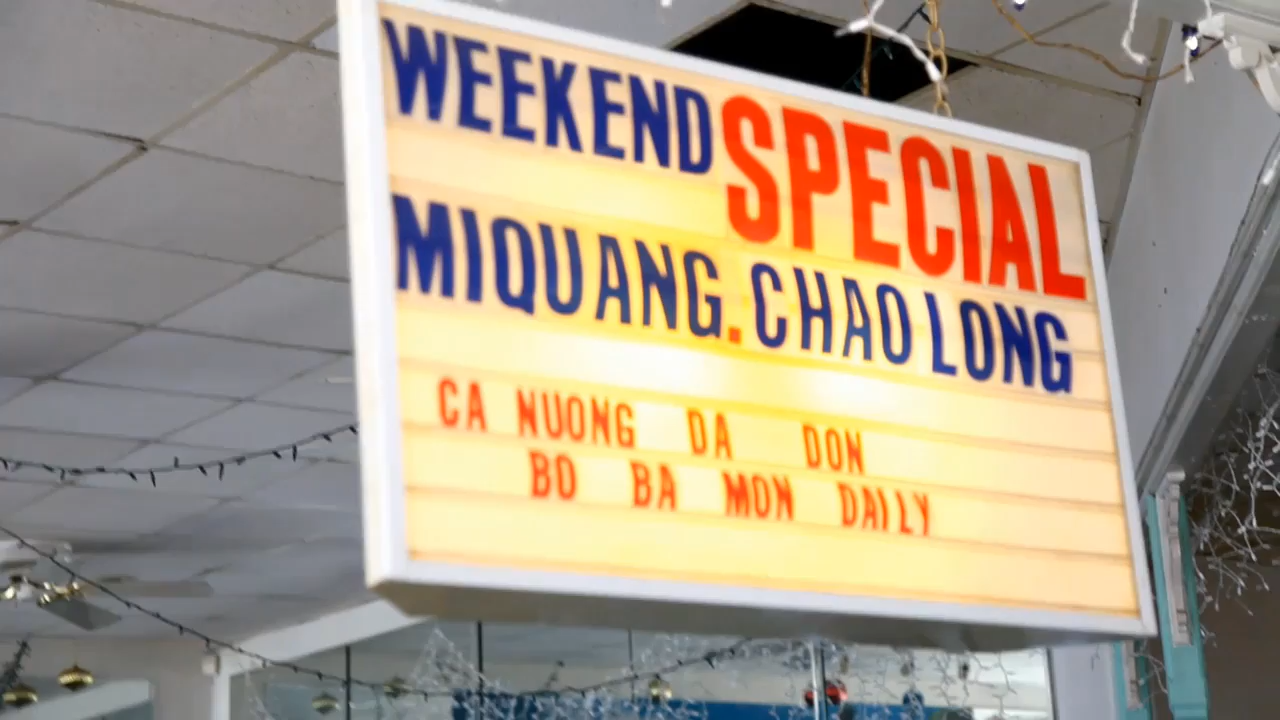 WEEKEND SPECIAL
MIQUANG. CHAO LONG
CA NUONG DA DON
BO BA MON DAILY